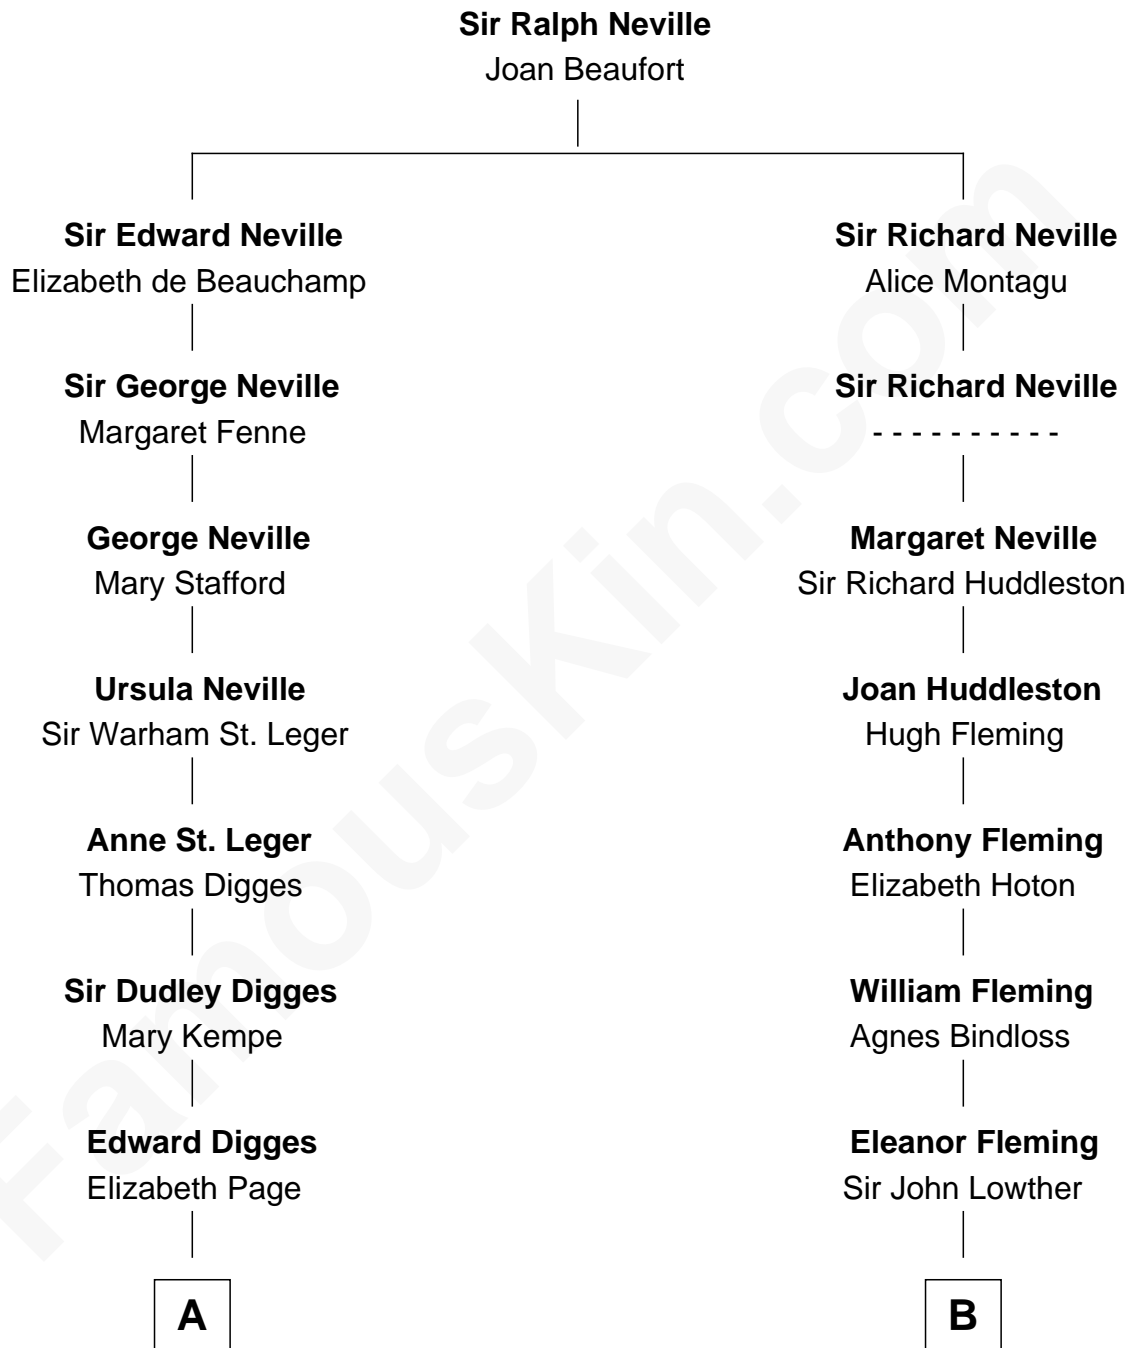 Sir Ralph Neville
Joan Beaufort
Sir Edward Neville
Elizabeth de Beauchamp
Sir Richard Neville
Alice Montagu
Sir George Neville
Margaret Fenne
Sir Richard Neville
- - - - - - - - - -
George Neville
Mary Stafford
Margaret Neville
Sir Richard Huddleston
Ursula Neville
Sir Warham St. Leger
Joan Huddleston
Hugh Fleming
Anne St. Leger
Thomas Digges
Anthony Fleming
Elizabeth Hoton
Sir Dudley Digges
Mary Kempe
William Fleming
Agnes Bindloss
Edward Digges
Elizabeth Page
Eleanor Fleming
Sir John Lowther
A
B
FamousKin.com